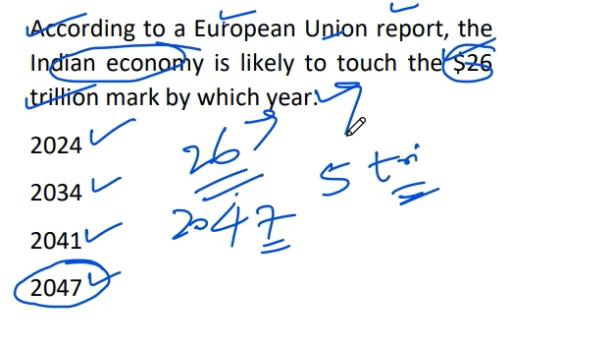 According to a European Union report, the
Indian economy is likely to touch the $26
trillion mark by which year:
2024
2034
2041
2047
26
5 tri
2047